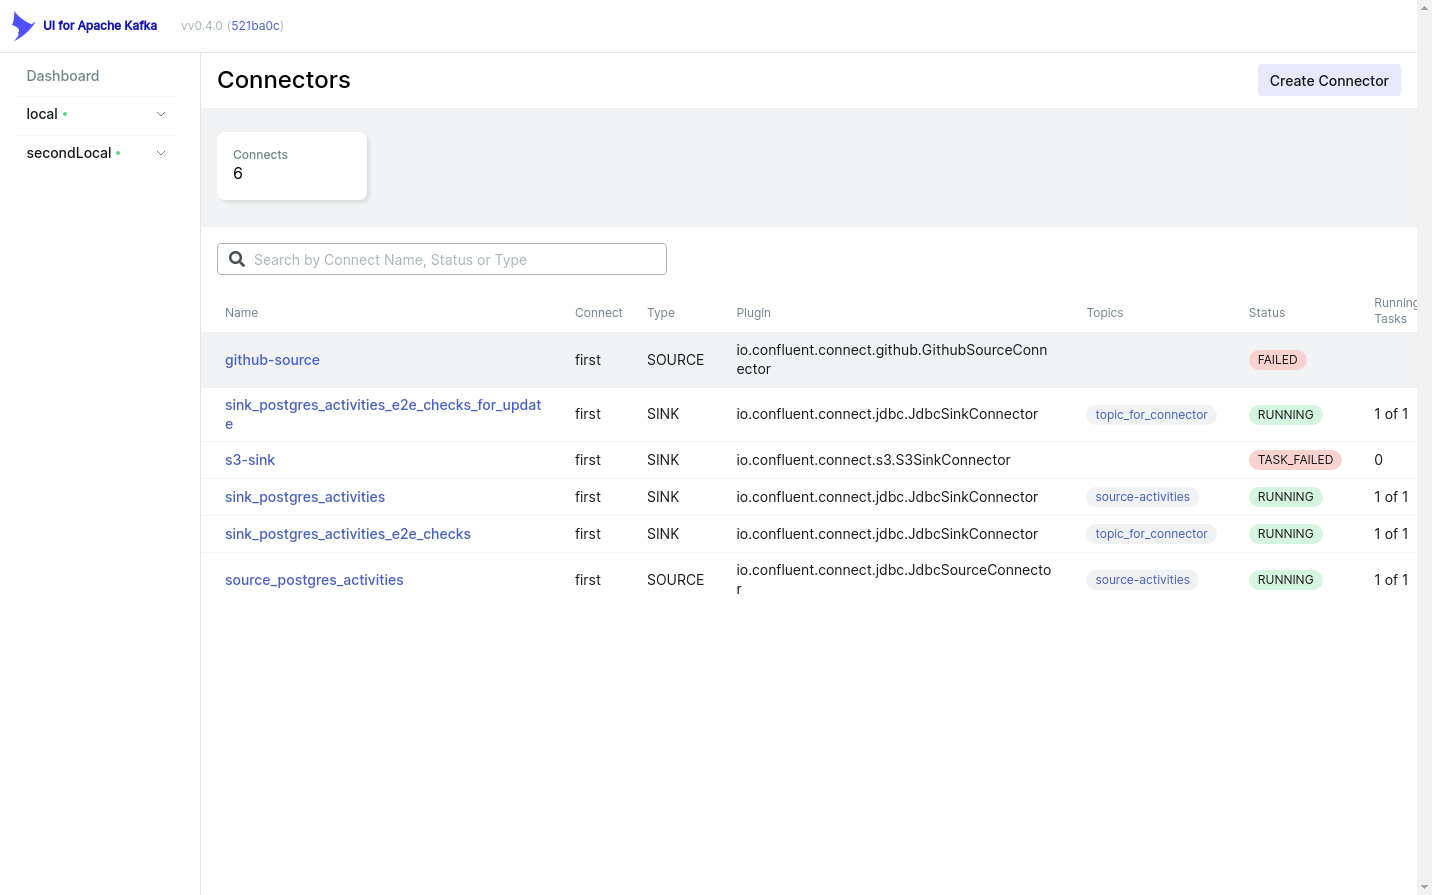 UI for Apache Kafka vv0.4.0 (521ba0c)
Dashboard
local
secondLocal
Connectors
Create Connector
Connects
6
Search by Connect Name, Status or Type
Name Connect Type Plugin Topics Status Running
Tasks
github-source first SOURCE io.confluent.connect.github.GithubSourceConn
ector FAILED
sink_postgres_activities_e2e_checks_for_updat
e first SINK io.confluent.connect.jdbc.JdbcSinkConnector topic_for_connector RUNNING 1 of 1
s3-sink first SINK io.confluent.connect.s3.S3SinkConnector TASK_FAILED 0
sink_postgres_activities first SINK io.confluent.connect.jdbc.JdbcSinkConnector source-activities RUNNING 1 of 1
sink_postgres_activities_e2e_checks first SINK io.confluent.connect.jdbc.JdbcSinkConnector topic_for_connector RUNNING 1 of 1
source_postgres_activities first SOURCE io.confluent.connect.jdbc.JdbcSourceConnecto
r source-activities RUNNING 1 of 1